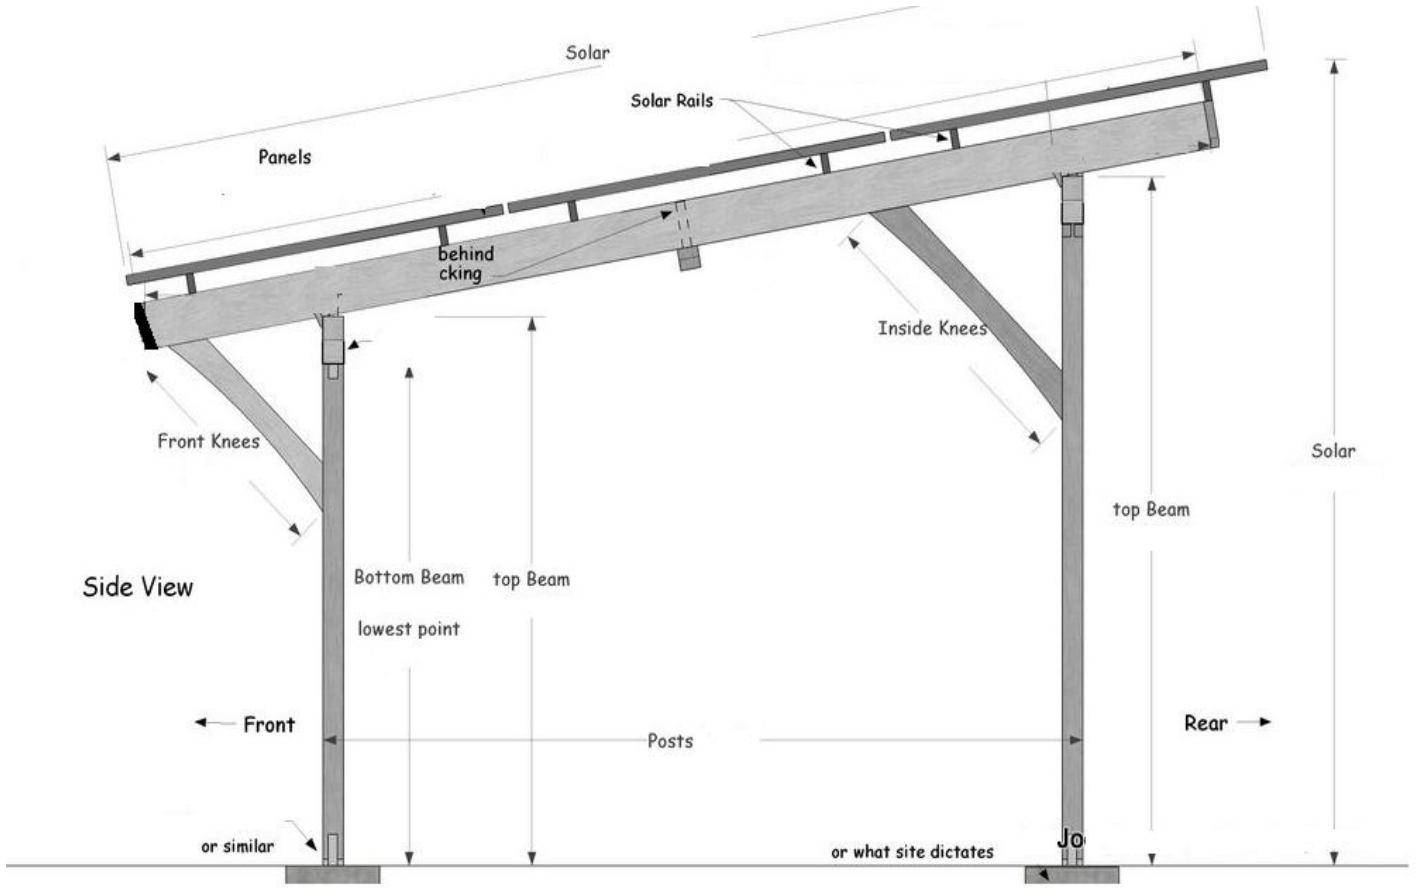 Solar
Solar Rails
Panels
behind
cking
Inside Knees
Front Knees
Solar
top Beam
Side View
Bottom Beam
top Beam
lowest point
Front
Rear
Posts
Jo
or similar
or what site dictates